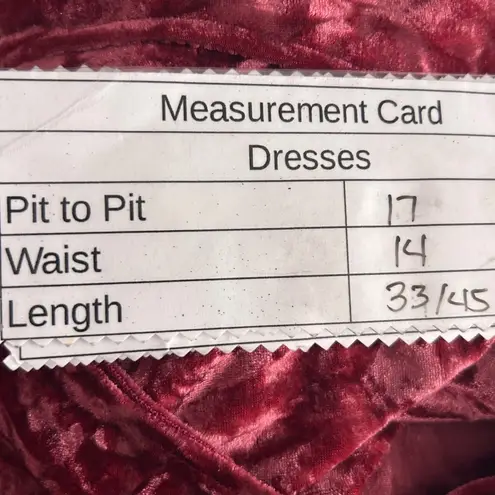 Measurement Card
Dresses
Pit to Pit 17
Waist 14
Length 33/45